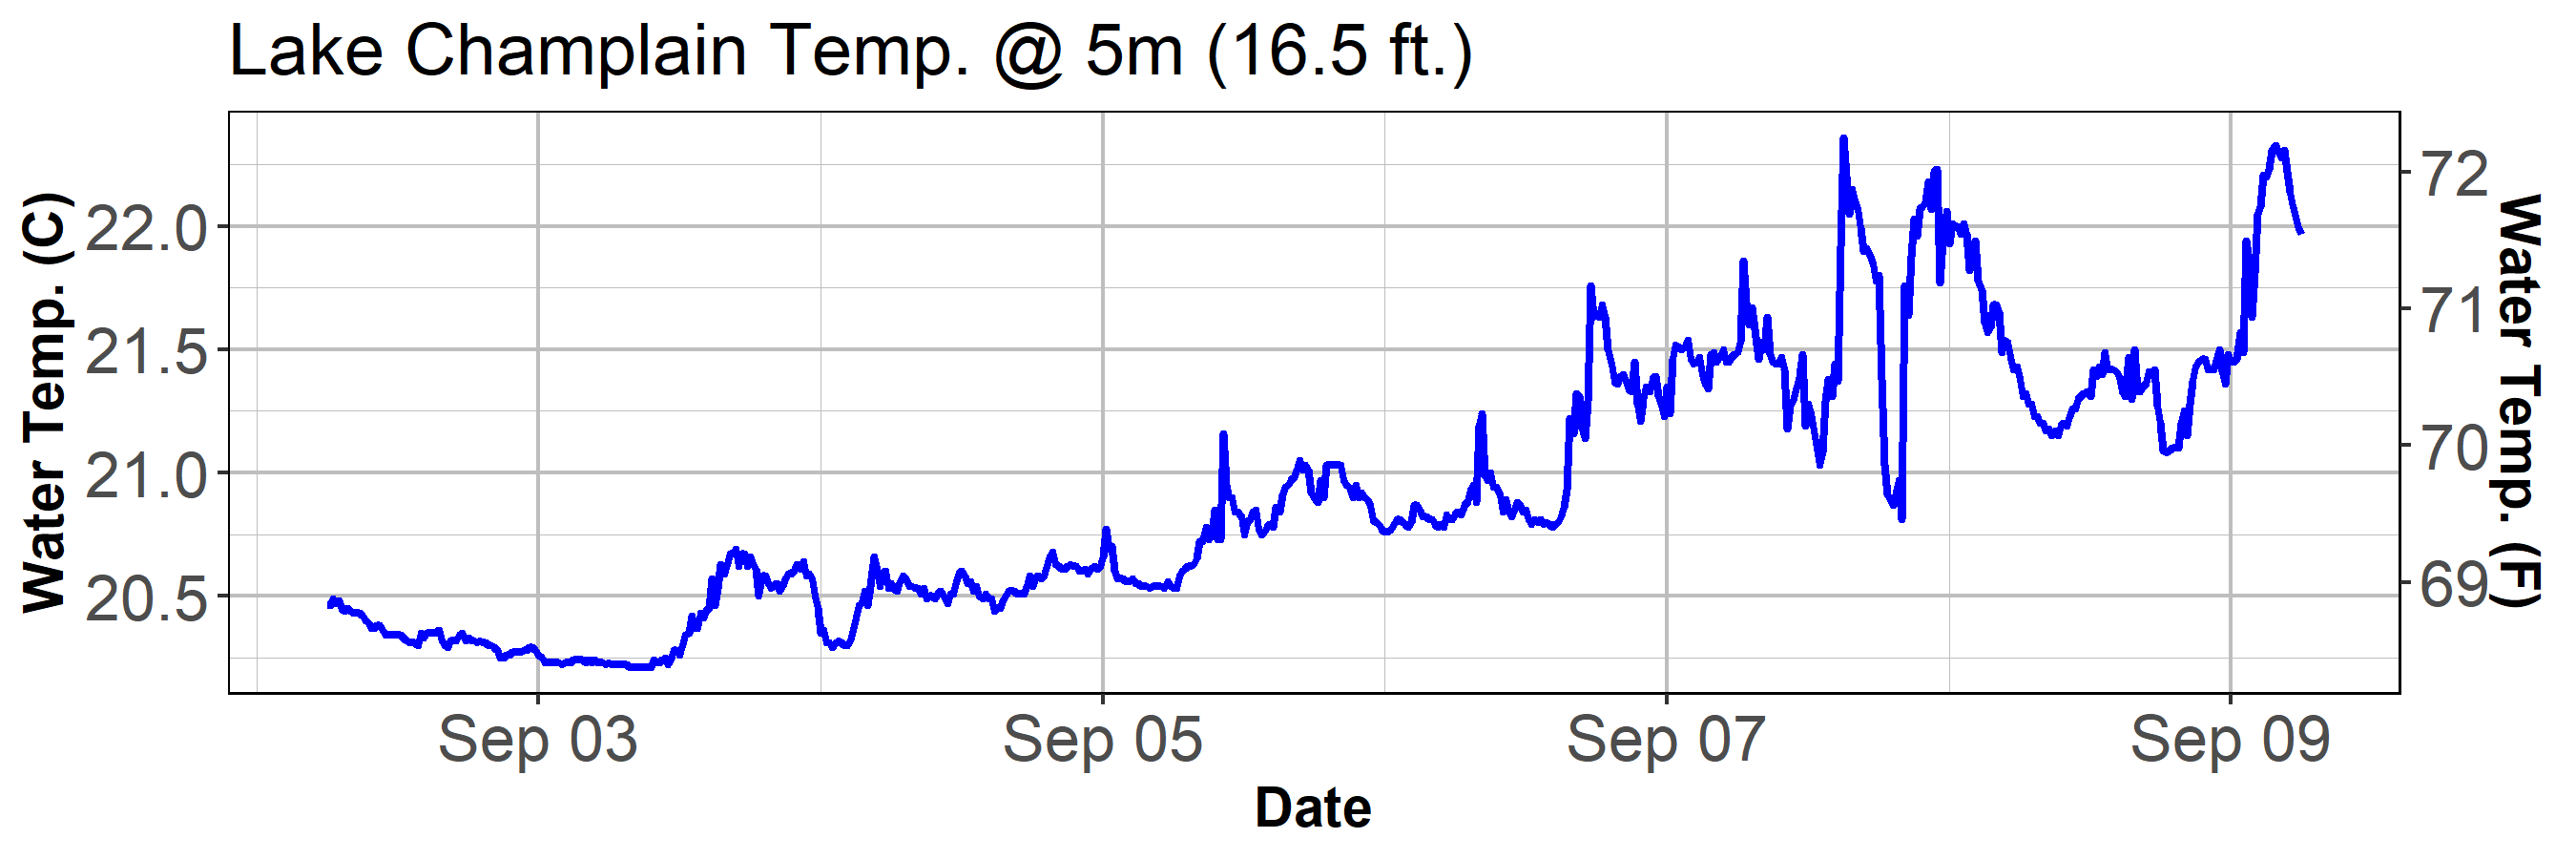 Lake Champlain Temp. @ 5m (16.5 ft.)
Water Temp. (C)
22.0
21.5
21.0
20.5
72
71
70
69
Water Temp. (F)
Sep 03
Sep 05
Sep 07
Sep 09
Date